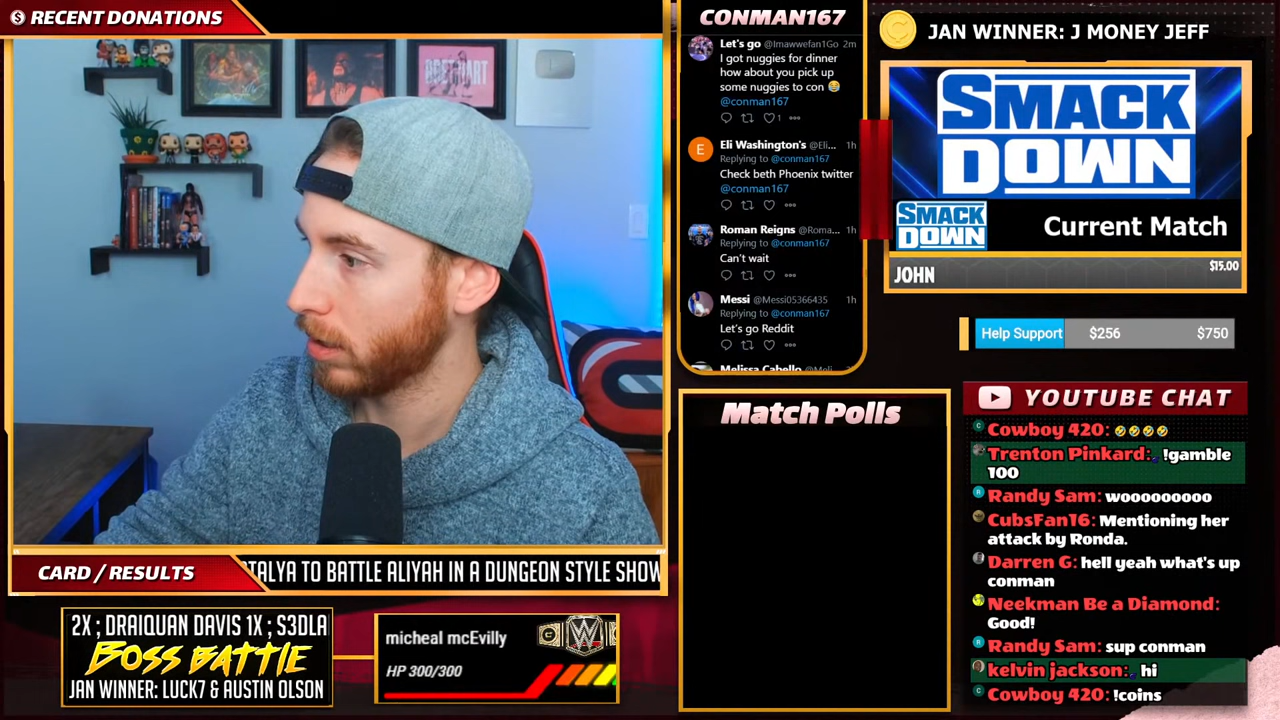 RECENT DONATIONS
CONMAN167
Let's go @Imawwefan1Go 2m
I got nuggies for dinner
how about you pick up
some nuggies to con 😂
@conman167
1
E
Eli Washington's @Eli... 1h
Replying to @conman167
Check beth Phoenix twitter
@conman167
Roman Reigns @Roma... 1h
Replying to @conman167
Can't wait
Messi @Messi05366435 1h
Replying to @conman167
Let's go Reddit
Melissa Cabello @Meli...
JAN WINNER: J MONEY JEFF
SMACK
DOWN
SMACK
DOWN
Current Match
JOHN
$15.00
Help Support $256 $750
Match Polls
YOUTUBE CHAT
Cowboy 420: 🤣🤣🤣🤣
Trenton Pinkard: !gamble
100
Randy Sam: wooooooooo
CubsFan16: Mentioning her
attack by Ronda.
Darren G: hell yeah what's up
conman
Neekman Be a Diamond:
Good!
Randy Sam: sup conman
kelvin jackson: hi
Cowboy 420: !coins
CARD / RESULTS
TALYA TO BATTLE ALIYAH IN A DUNGEON STYLE SHOW
2X ; DRAIQUAN DAVIS 1X ; S3DLA
BOSS BATTLE
JAN WINNER: LUCK7 & AUSTIN OLSON
micheal mcEvilly
HP 300/300